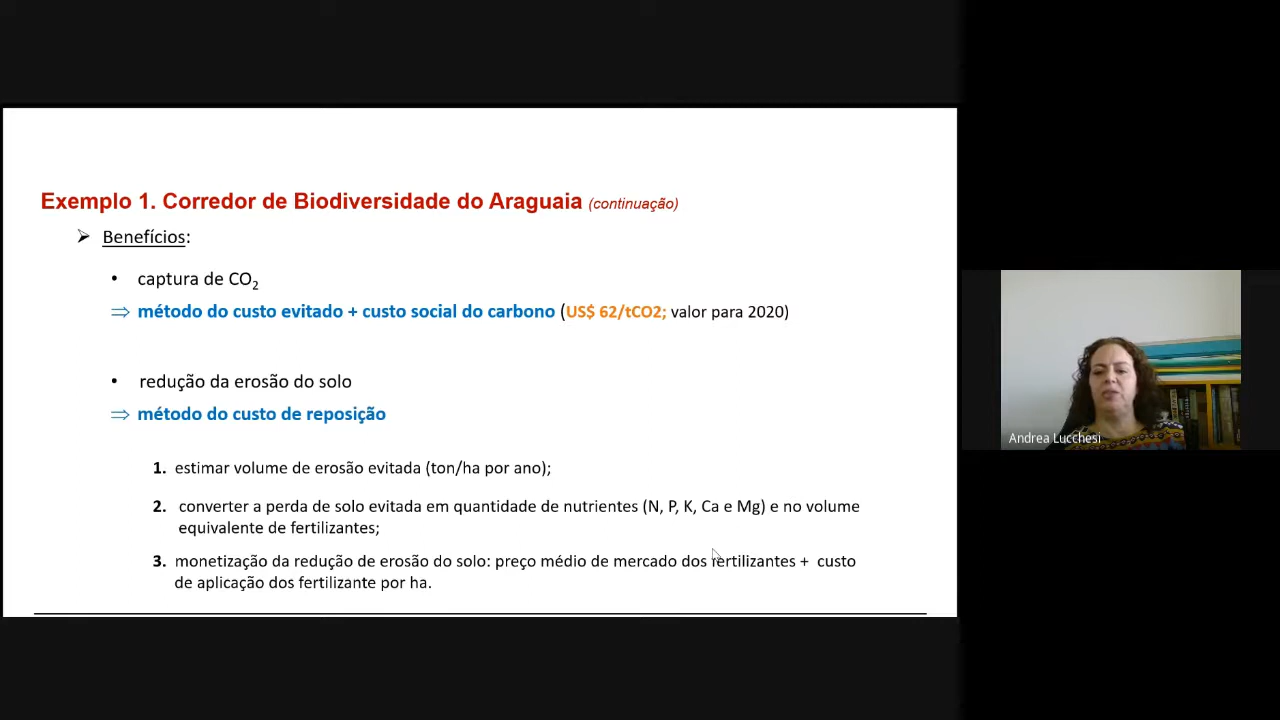 Exemplo 1. Corredor de Biodiversidade do Araguaia (continuação)
➢ Benefícios:
• captura de CO₂
⇒ método do custo evitado + custo social do carbono (US$ 62/tCO2; valor para 2020)
• redução da erosão do solo
⇒ método do custo de reposição
1. estimar volume de erosão evitada (ton/ha por ano);
2. converter a perda de solo evitada em quantidade de nutrientes (N, P, K, Ca e Mg) e no volume
equivalente de fertilizantes;
3. monetização da redução de erosão do solo: preço médio de mercado dos fertilizantes + custo
de aplicação dos fertilizante por ha.
Andrea Lucchesi